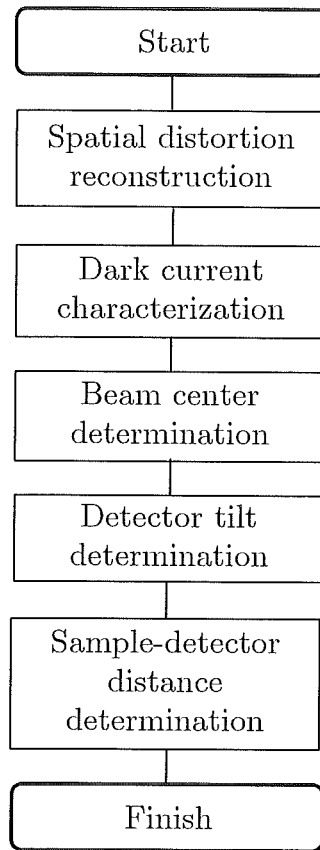 Start
Spatial distortion
reconstruction
Dark current
characterization
Beam center
determination
Detector tilt
determination
Sample-detector
distance
determination
Finish